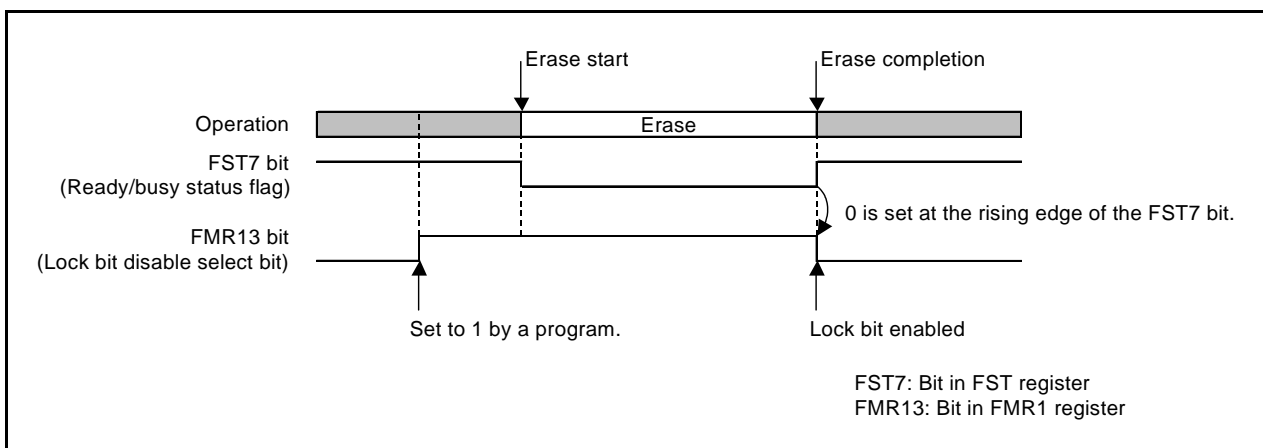 Erase start
Erase completion
Operation
Erase
FST7 bit
(Ready/busy status flag)
0 is set at the rising edge of the FST7 bit.
FMR13 bit
(Lock bit disable select bit)
Set to 1 by a program.
Lock bit enabled
FST7: Bit in FST register
FMR13: Bit in FMR1 register